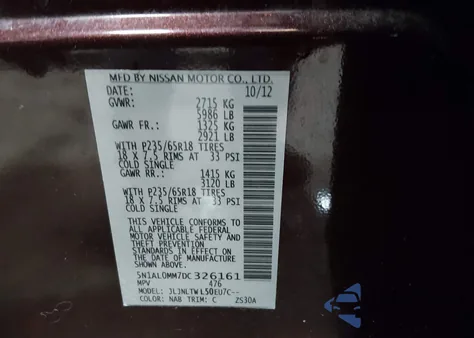 MFD BY NISSAN MOTOR CO., LTD.
DATE: 10/12
GVWR: 2715 KG
5986 LB
GAWR FR.: 1325 KG
2921 LB
WITH P235/65R18 TIRES
18 X 7.5 RIMS AT 33 PSI
COLD SINGLE
GAWR RR.: 1415 KG
3120 LB
WITH P235/65R18 TIRES
18 X 7.5 RIMS AT 33 PSI
COLD SINGLE
THIS VEHICLE CONFORMS TO
ALL APPLICABLE FEDERAL
MOTOR VEHICLE SAFETY AND
THEFT PREVENTION
STANDARDS IN EFFECT ON
THE DATE OF MANUFACTURE
SHOWN ABOVE.
5N1AL0MM7DC326161
MPV 476
MODEL: JLJNLTWL50EU7C--
COLOR: NAB TRIM: C ZS30A